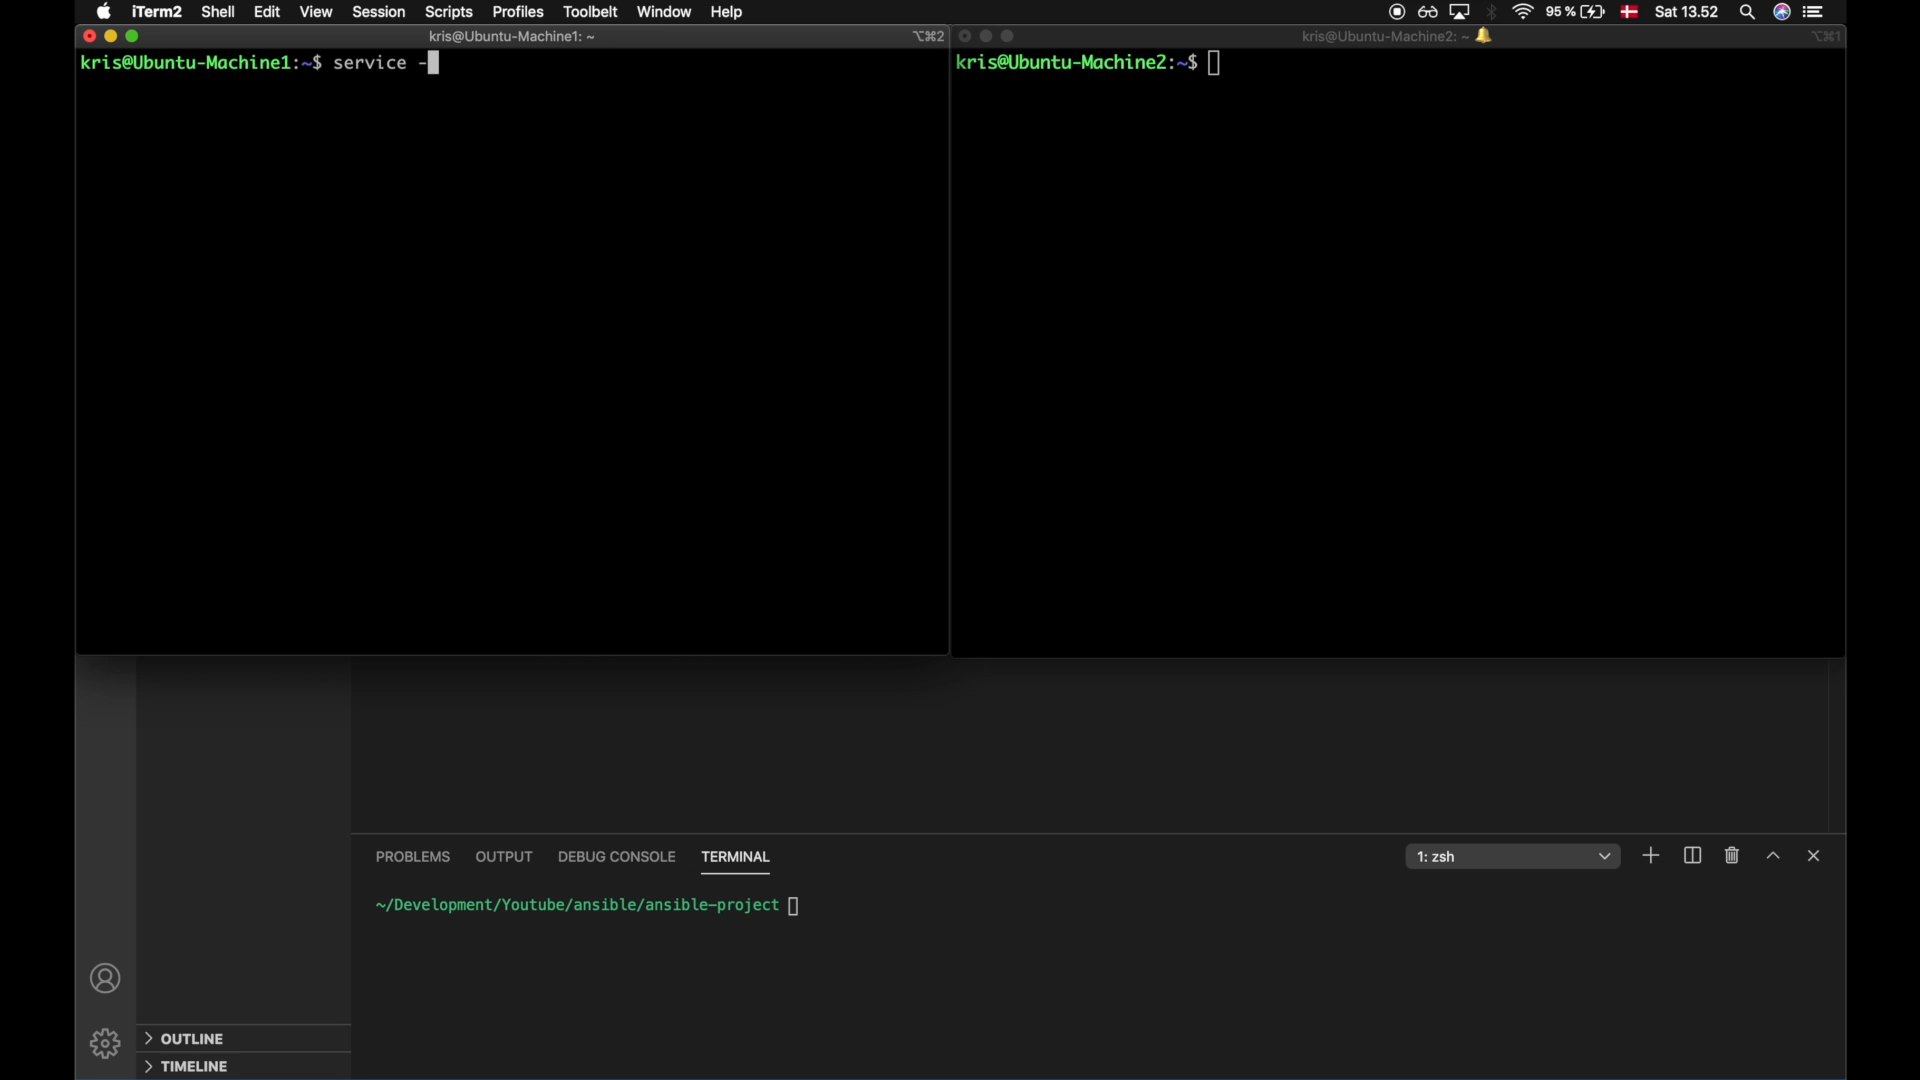 iTerm2 Shell Edit View Session Scripts Profiles Toolbelt Window Help 95 % Sat 13.52
kris@Ubuntu-Machine1: ~ ⌥⌘2
kris@Ubuntu-Machine2: ~ 🔔 ⌥⌘1
kris@Ubuntu-Machine1:~$ service -
kris@Ubuntu-Machine2:~$
PROBLEMS OUTPUT DEBUG CONSOLE TERMINAL 1: zsh
~/Development/Youtube/ansible/ansible-project
OUTLINE
TIMELINE